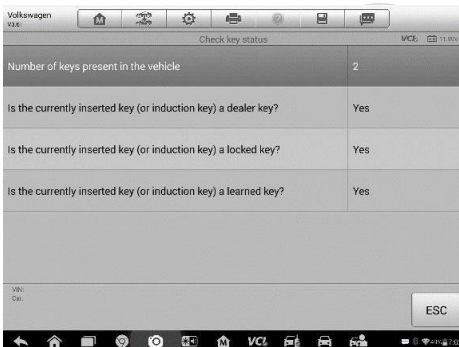 Volkswagen
Check key status
VCI
Number of keys present in the vehicle 2
Is the currently inserted key (or induction key) a dealer key? Yes
Is the currently inserted key (or induction key) a locked key? Yes
Is the currently inserted key (or induction key) a learned key? Yes
VIN:
Car:
ESC
VCI